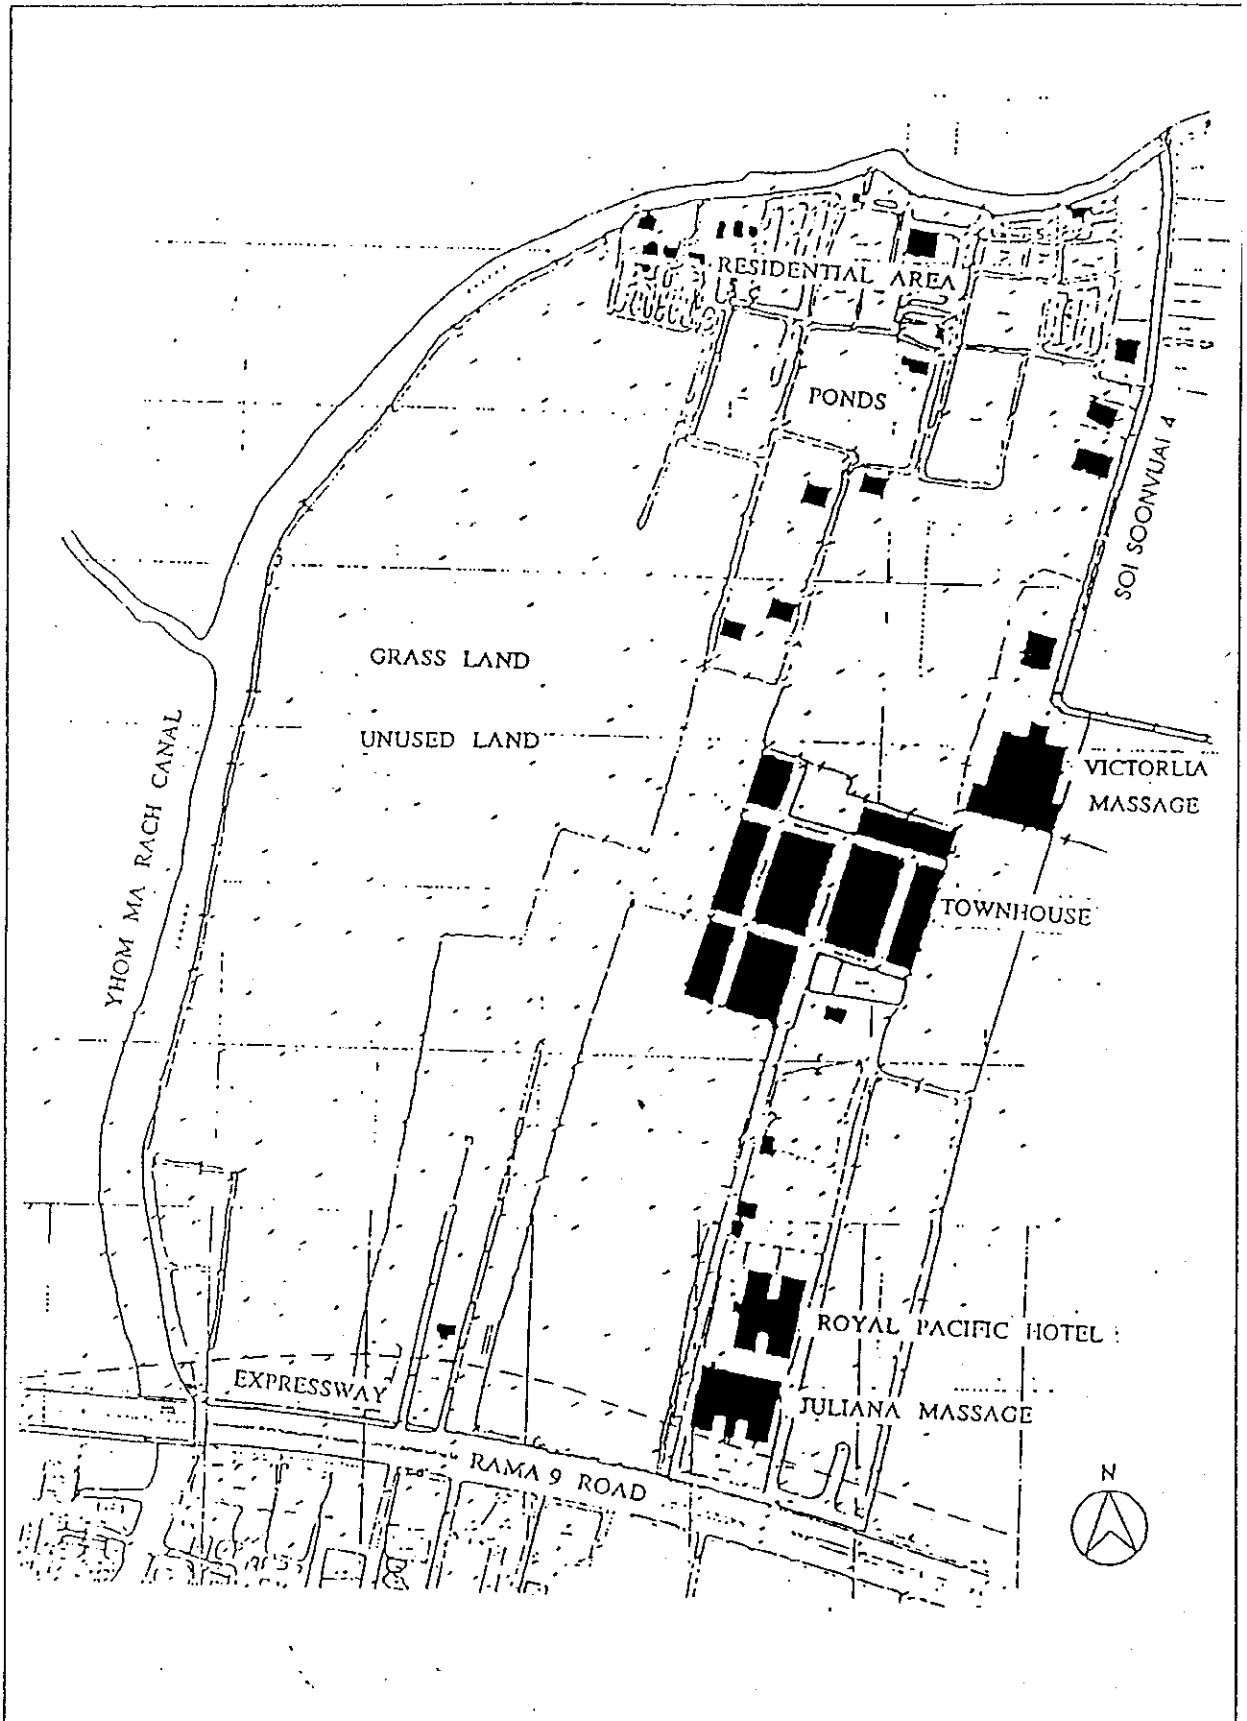 RESIDENTIAL AREA
PONDS
SOI SOONVIJAI 4
GRASS LAND
UNUSED LAND
YHOM MA RACH CANAL
VICTORLIA
MASSAGE
TOWNHOUSE
ROYAL PACIFIC HOTEL
EXPRESSWAY
JULIANA MASSAGE
RAMA 9 ROAD
N